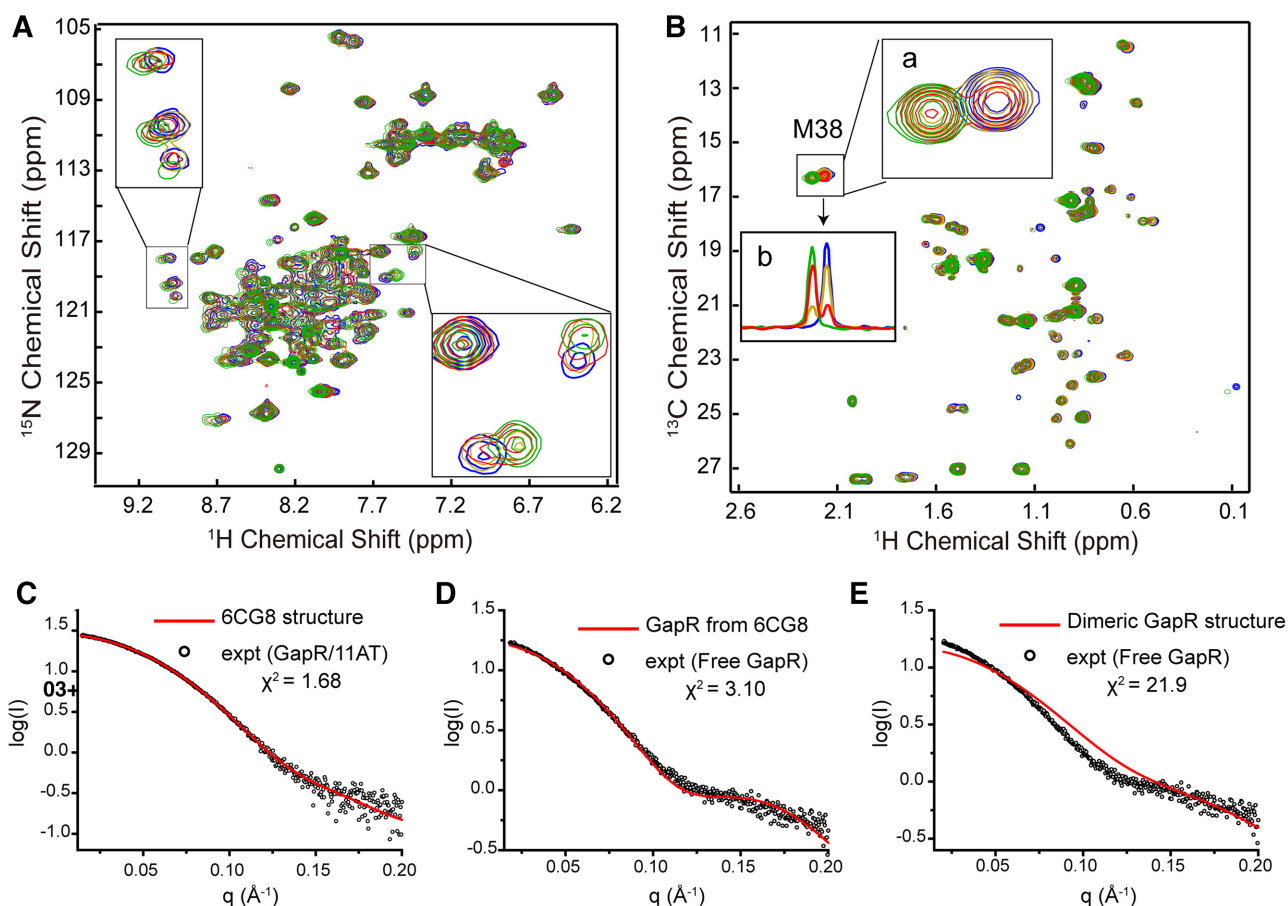 A
105
109
113
117
121
125
129
15N Chemical Shift (ppm)
9.2 8.7 8.2 7.7 7.2 6.7 6.2
1H Chemical Shift (ppm)
B
11
13
15
17
19
21
23
25
27
13C Chemical Shift (ppm)
a
M38
b
2.6 2.1 1.6 1.1 0.6 0.1
1H Chemical Shift (ppm)
C
1.5
1.0
03
0.5
0.0
-0.5
-1.0
log(I)
6CG8 structure
expt (GapR/11AT)
χ2 = 1.68
0.05 0.10 0.15 0.20
q (Å-1)
D
1.5
1.0
0.5
0.0
-0.5
log(I)
GapR from 6CG8
expt (Free GapR)
χ2 = 3.10
0.05 0.10 0.15 0.20
q (Å-1)
E
1.5
1.0
0.5
0.0
-0.5
log(I)
Dimeric GapR structure
expt (Free GapR)
χ2 = 21.9
0.05 0.10 0.15 0.20
q (Å-1)